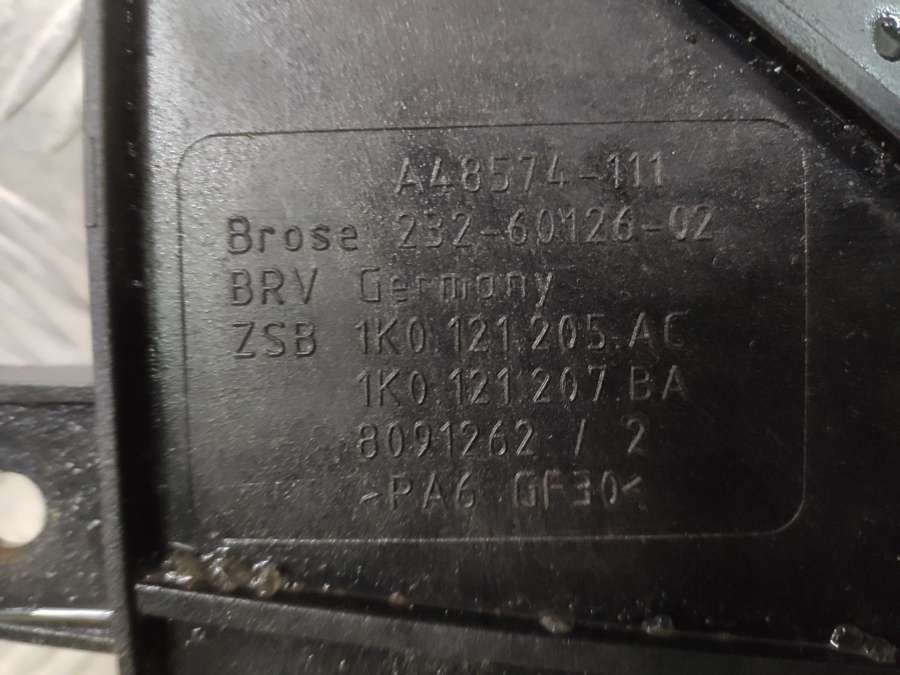 A48574-111
Brose 232-60126-02
BRV Germany
ZSB 1K0.121.205.AC
1K0.121.207.BA
8091262 / 2
>PA6 GF30<